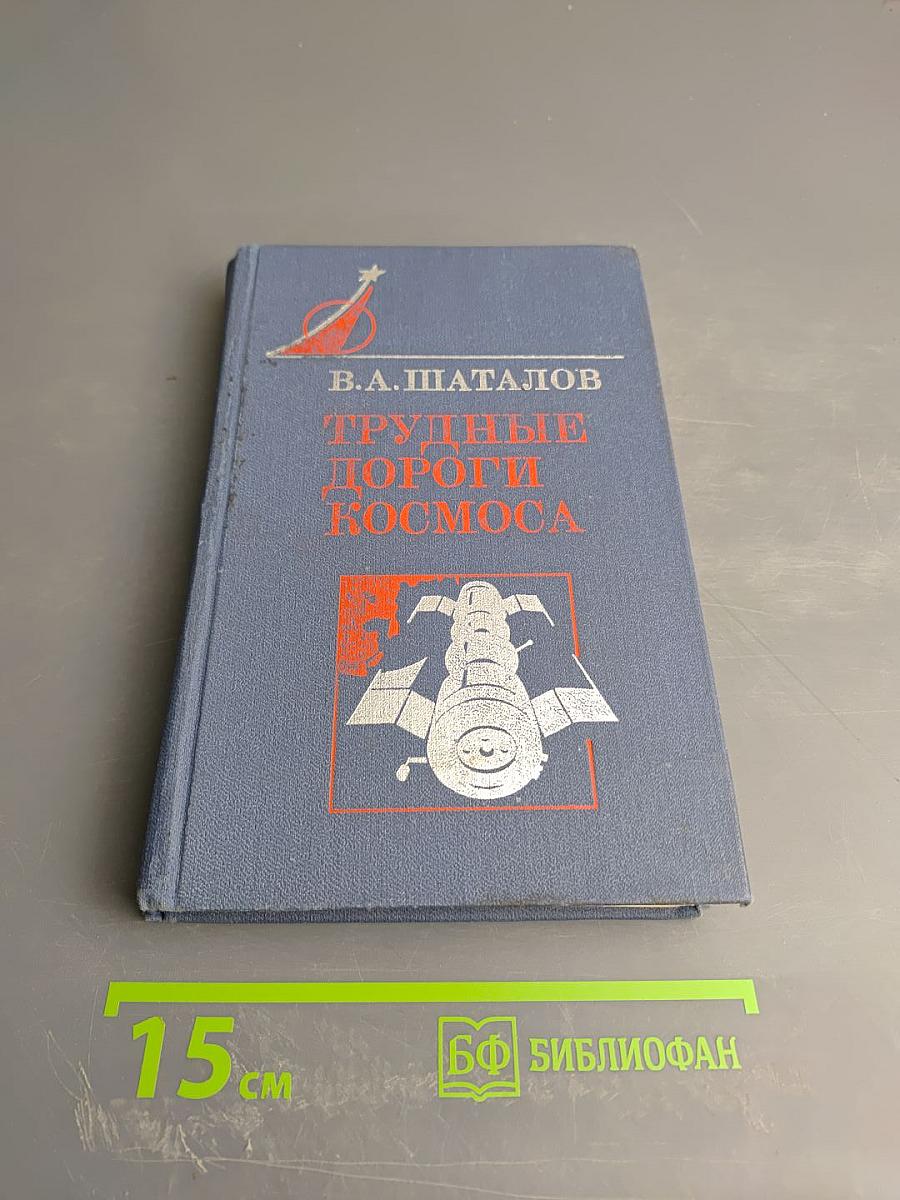 В.А.ШАТАЛОВ
ТРУДНЫЕ
ДОРОГИ
КОСМОСА
15 см
БФ БИБЛИОФАН